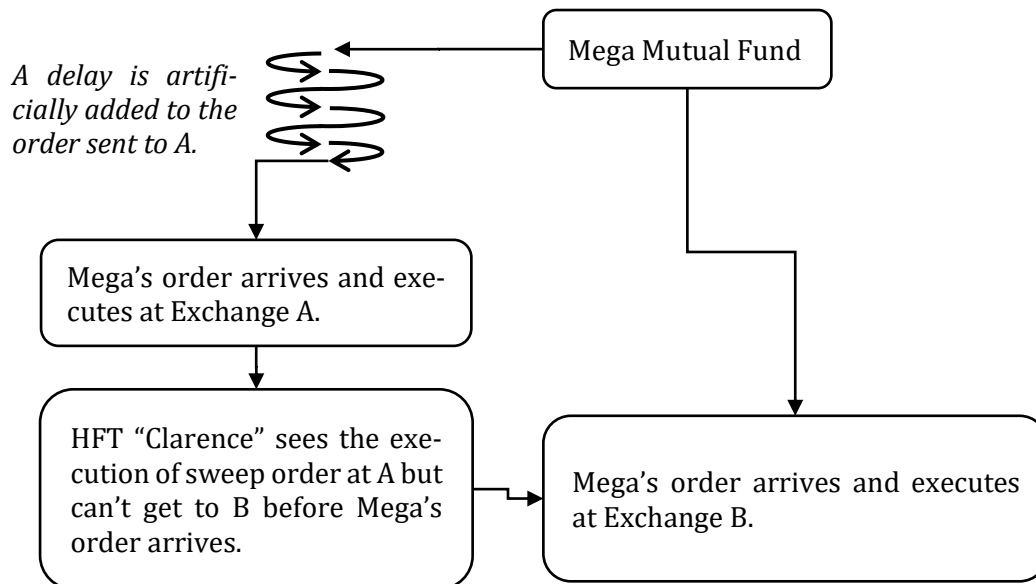 Mega Mutual Fund
A delay is artifi-
cially added to the
order sent to A.
Mega’s order arrives and exe-
cutes at Exchange A.
HFT “Clarence” sees the exe-
cution of sweep order at A but
can’t get to B before Mega’s
order arrives.
Mega’s order arrives and executes
at Exchange B.